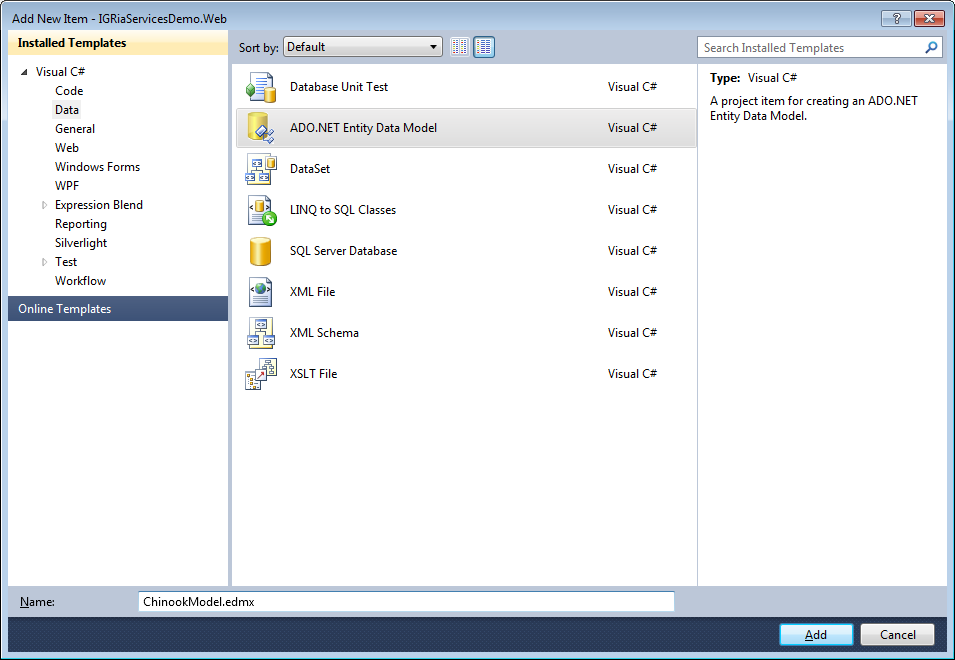 Add New Item - IGRiaServicesDemo.Web
?
Installed Templates
Visual C#
Code
Data
General
Web
Windows Forms
WPF
Expression Blend
Reporting
Silverlight
Test
Workflow
Online Templates
Sort by: Default
Database Unit Test Visual C#
ADO.NET Entity Data Model Visual C#
DataSet Visual C#
LINQ to SQL Classes Visual C#
SQL Server Database Visual C#
XML File Visual C#
XML Schema Visual C#
XSLT File Visual C#
Search Installed Templates
Type: Visual C#
A project item for creating an ADO.NET
Entity Data Model.
Name: ChinookModel.edmx
Add Cancel